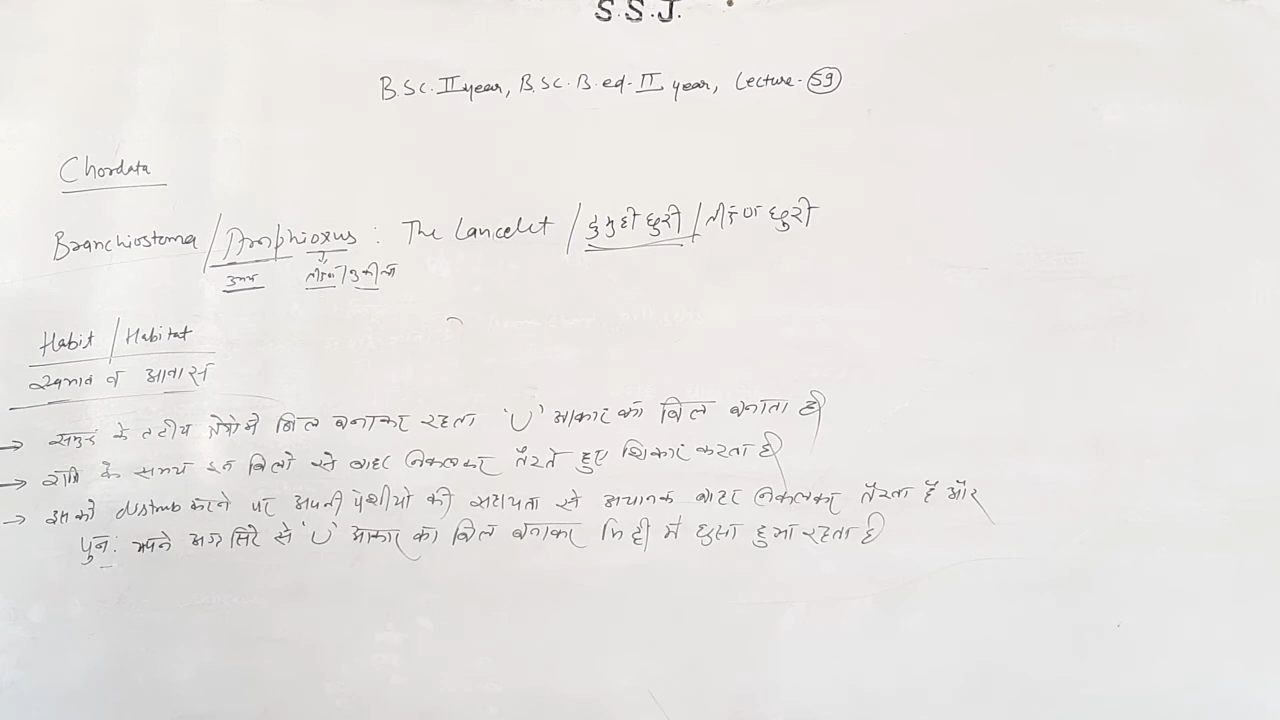 S.S.J.
B.Sc. II year, B.Sc. B.ed. II year, Lecture - 59
Chordata
Branchiostoma / Amphioxus : The Lancelet / दुमुही छुरी / तीक्ष्ण छुरी
उभय तीक्ष्ण / नुकीला
Habit / Habitat
स्वभाव व आवास
→ समुद्र के तटीय क्षेत्रों में बिल बनाकर रहता 'U' आकार का बिल बनाता है
→ रात्रि के समय इन बिलों से बाहर निकलकर तैरते हुए शिकार करता है
→ इसको disturb करने पर अपनी पेशीयो की सहायता से अचानक बाहर निकलकर तैरता है और
पुनः अपने अग्र सिरे से 'U' आकार का बिल बनाकर मिट्टी में घुसा हुआ रहता है